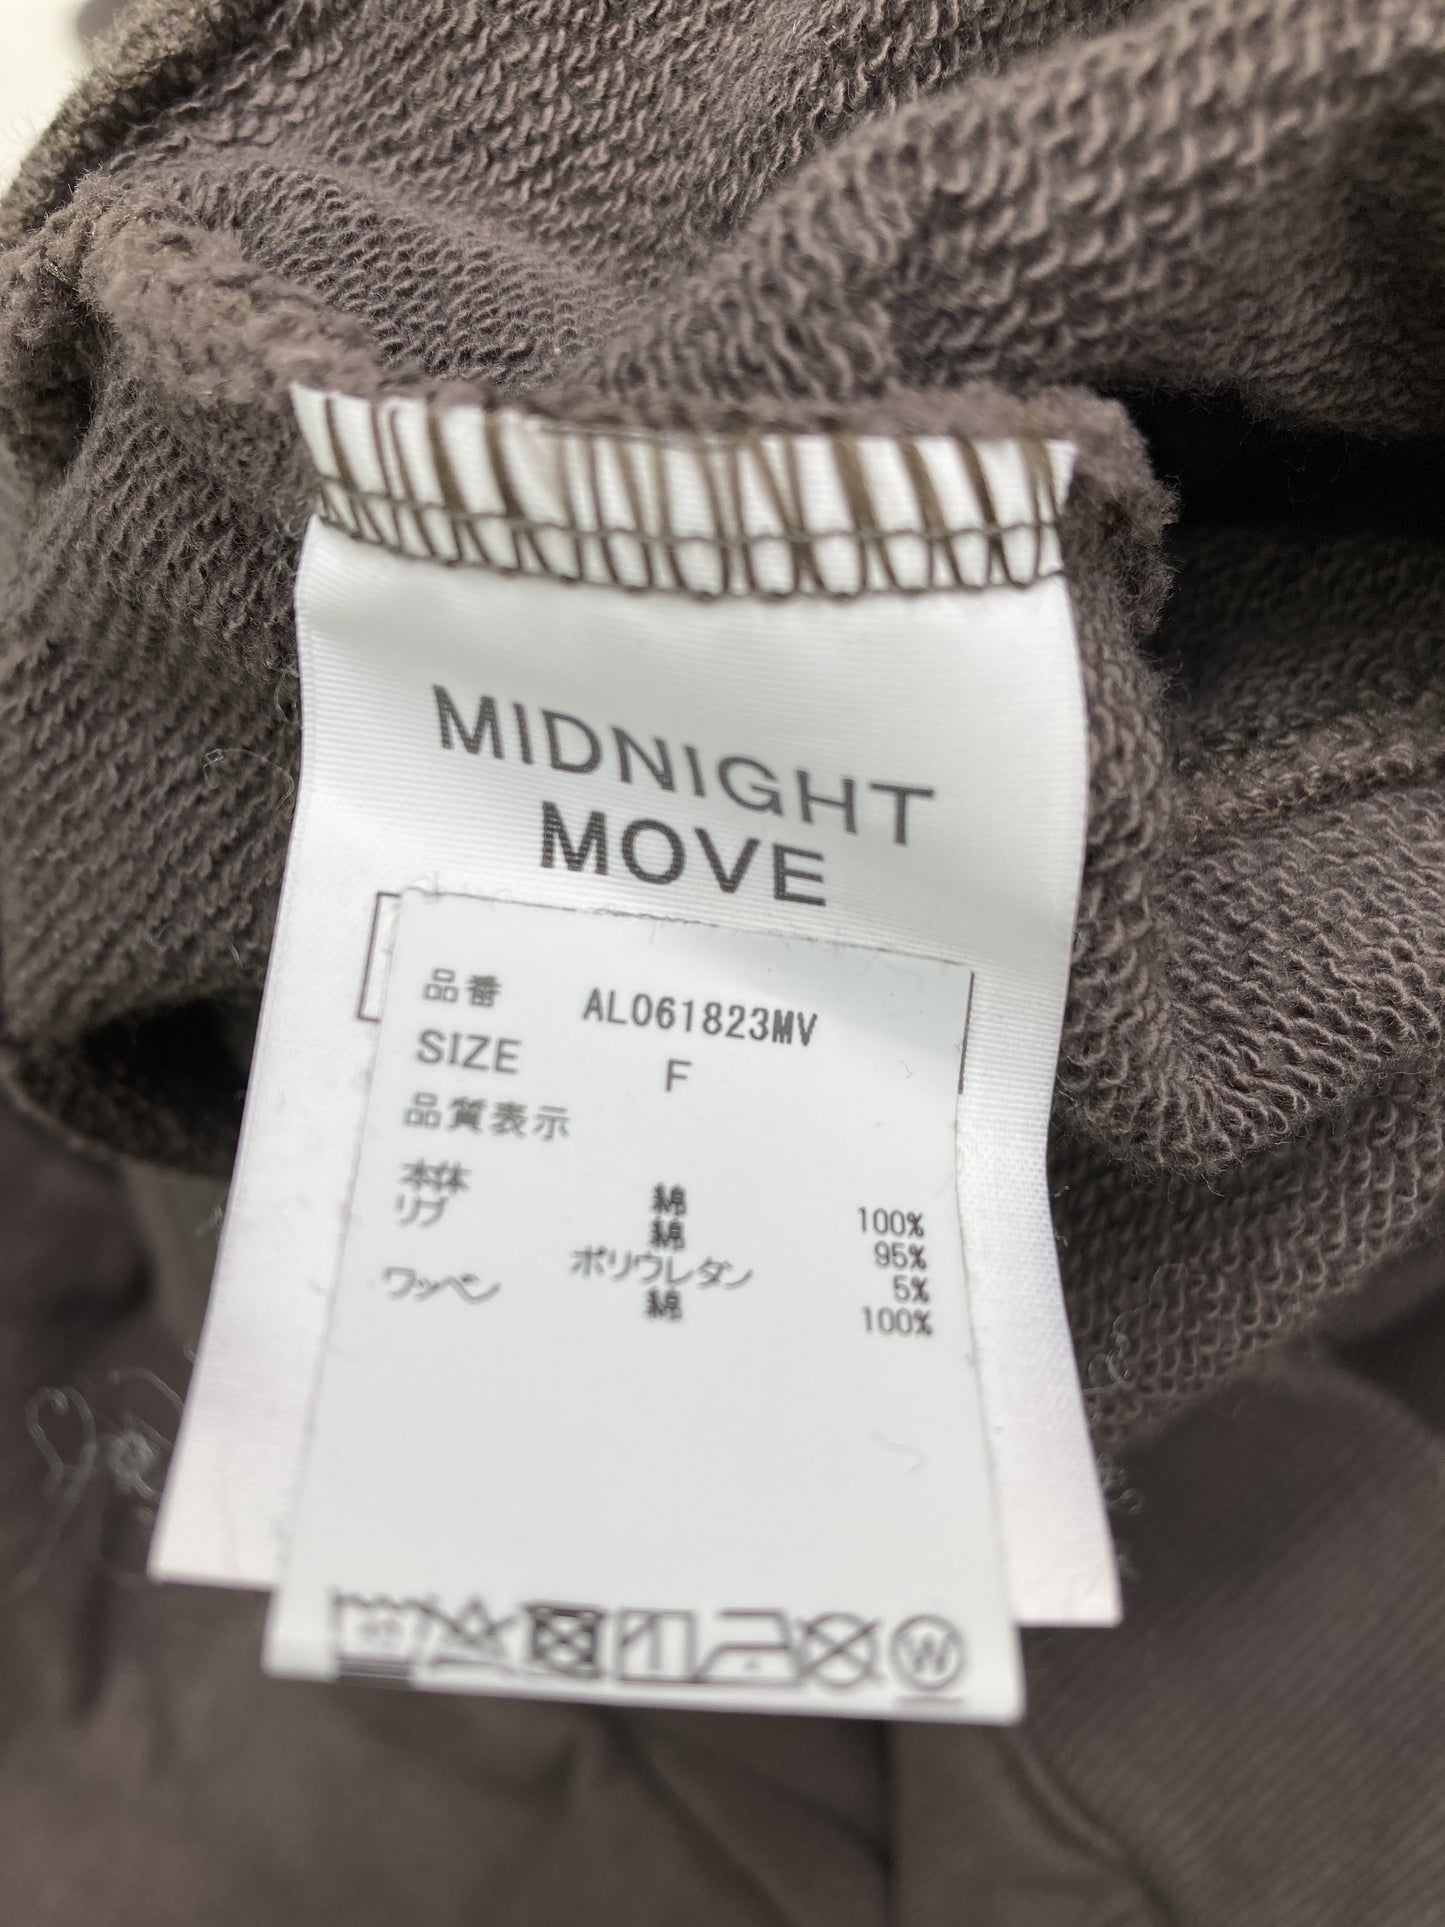 MIDNIGHT
MOVE
品番 AL061823MV
SIZE F
品質表示
本体 綿 100%
リブ 綿 95%
ポリウレタン 5%
ワッペン 綿 100%
W